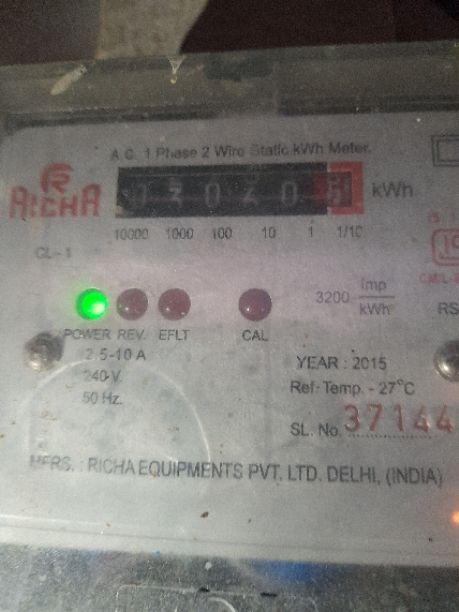 A.C. 1 Phase 2 Wire Static kWh Meter.
RICHA
kWh
10000 1000 100 10 1 1/10
CL-1
3200 Imp
kWh
POWER REV. EFLT CAL
2.5-10 A
240 V.
50 Hz.
YEAR : 2015
Ref. Temp. - 27°C
SL. No. 37144
MFRS. : RICHA EQUIPMENTS PVT. LTD. DELHI, (INDIA)